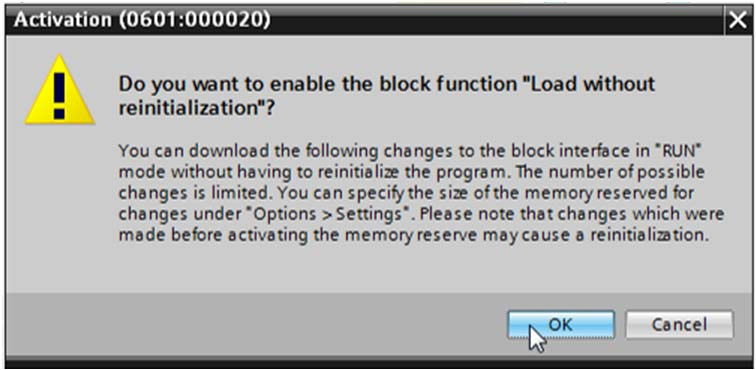 Activation (0601:000020)
Do you want to enable the block function "Load without
reinitialization"?
You can download the following changes to the block interface in "RUN"
mode without having to reinitialize the program. The number of possible
changes is limited. You can specify the size of the memory reserved for
changes under "Options > Settings". Please note that changes which were
made before activating the memory reserve may cause a reinitialization.
OK
Cancel